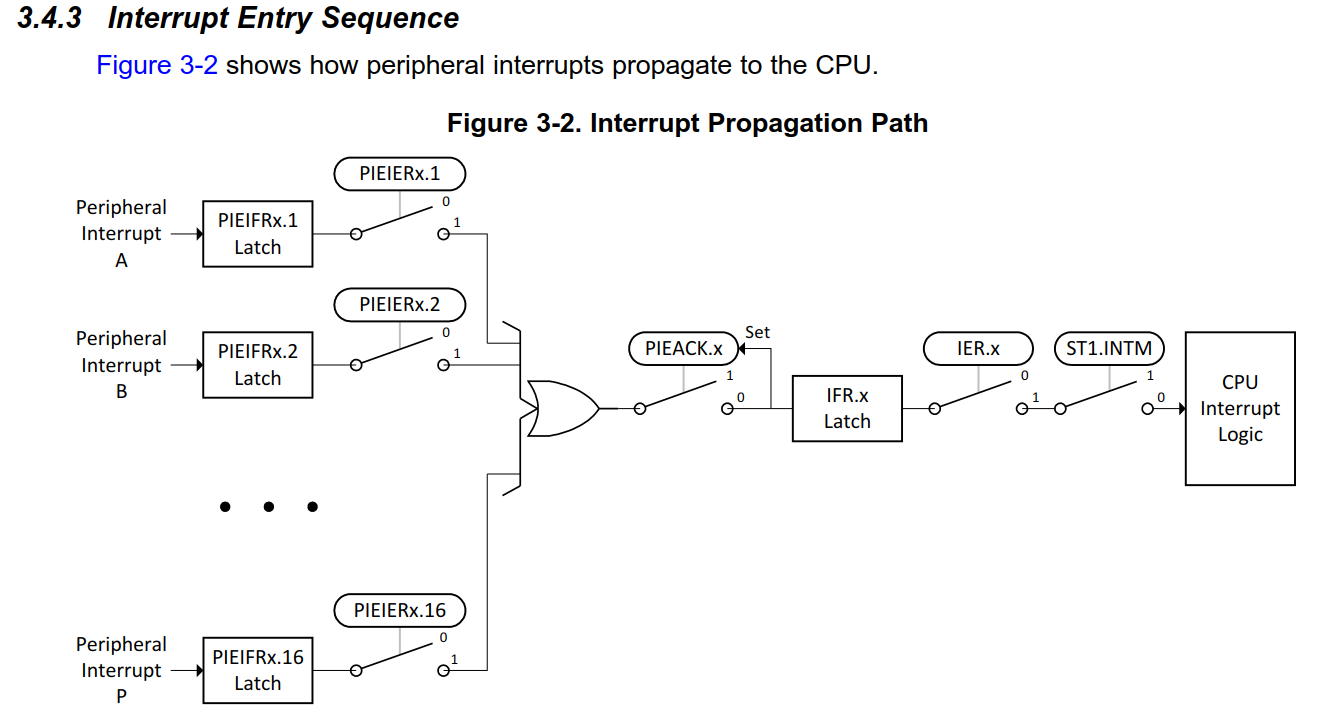 3.4.3 Interrupt Entry Sequence
Figure 3-2 shows how peripheral interrupts propagate to the CPU.
Figure 3-2. Interrupt Propagation Path
PIEIERx.1
0
1
Peripheral
Interrupt
A
PIEIFRx.1
Latch
PIEIERx.2
0
1
Peripheral
Interrupt
B
PIEIFRx.2
Latch
Set
PIEACK.x
1
0
IFR.x
Latch
IER.x
0
1
ST1.INTM
1
0
CPU
Interrupt
Logic
PIEIERx.16
0
1
Peripheral
Interrupt
P
PIEIFRx.16
Latch